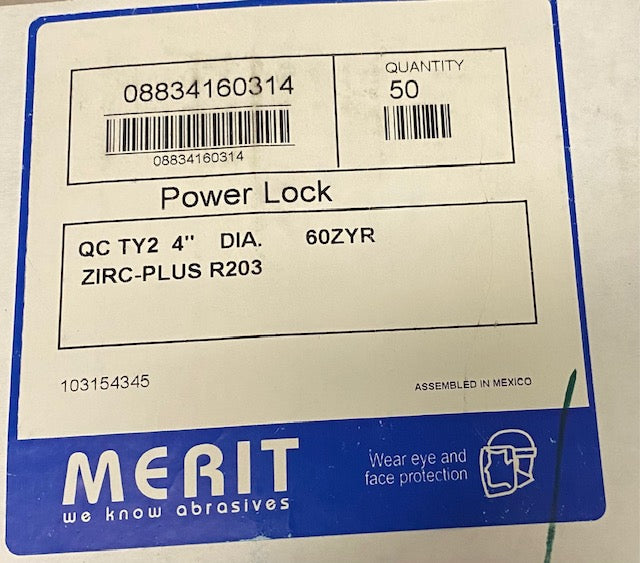 08834160314
QUANTITY
50
08834160314
Power Lock
QC TY2 4" DIA. 60ZYR
ZIRC-PLUS R203
103154345
ASSEMBLED IN MEXICO
MERIT
we know abrasives
Wear eye and
face protection